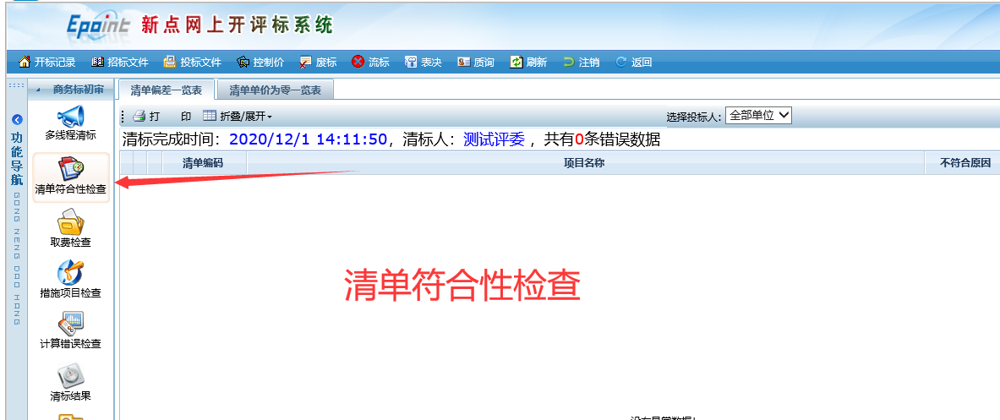 Epoint 新点网上开评标系统
开标记录 招标文件 投标文件 控制价 废标 流标 表决 质询 刷新 注销 返回
商务标初审
清单偏差一览表 清单单价为零一览表
打 印 折叠/展开
选择投标人: 全部单位
清标完成时间：2020/12/1 14:11:50，清标人：测试评委 ，共有0条错误数据
清单编码 项目名称 不符合原因
功能导航
GONG NENG DAO HANG
多线程清标
清单符合性检查
取费检查
措施项目检查
计算错误检查
清标结果
清单符合性检查